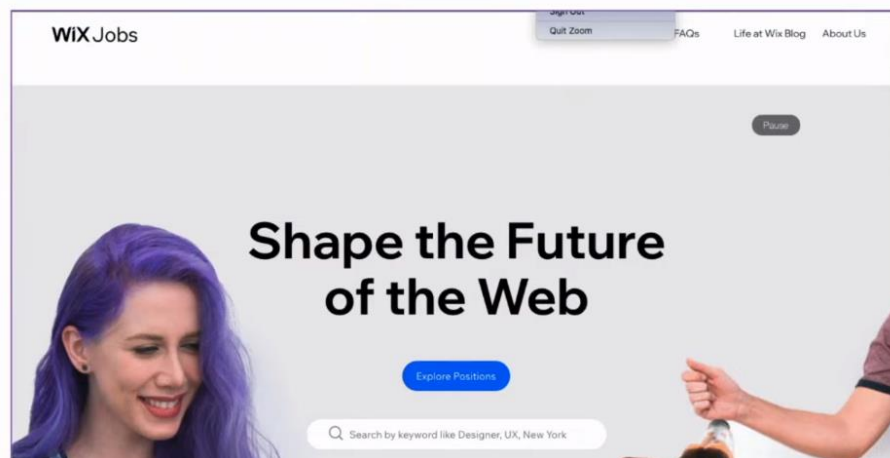 WiX Jobs
Sign Out
Quit Zoom
FAQs Life at Wix Blog About Us
Pause
Shape the Future
of the Web
Explore Positions
Search by keyword like Designer, UX, New York